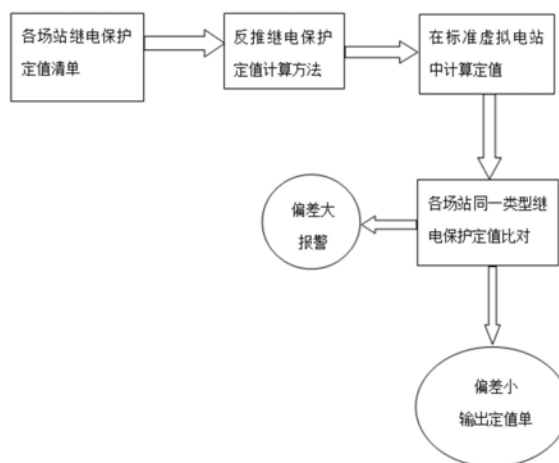 各场站继电保护
定值清单
反推继电保护
定值计算方法
在标准虚拟电站
中计算定值
各场站同一类型继
电保护定值比对
偏差大
报警
偏差小
输出定值单